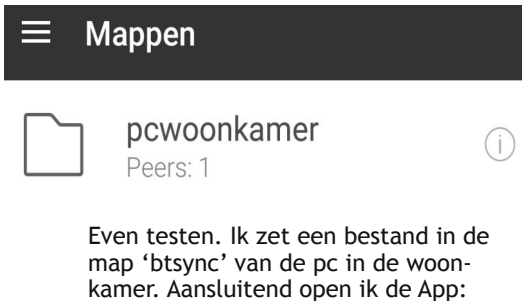 Mappen
pcwoonkamer
Peers: 1
Even testen. Ik zet een bestand in de
map ‘btsync’ van de pc in de woon-
kamer. Aansluitend open ik de App: